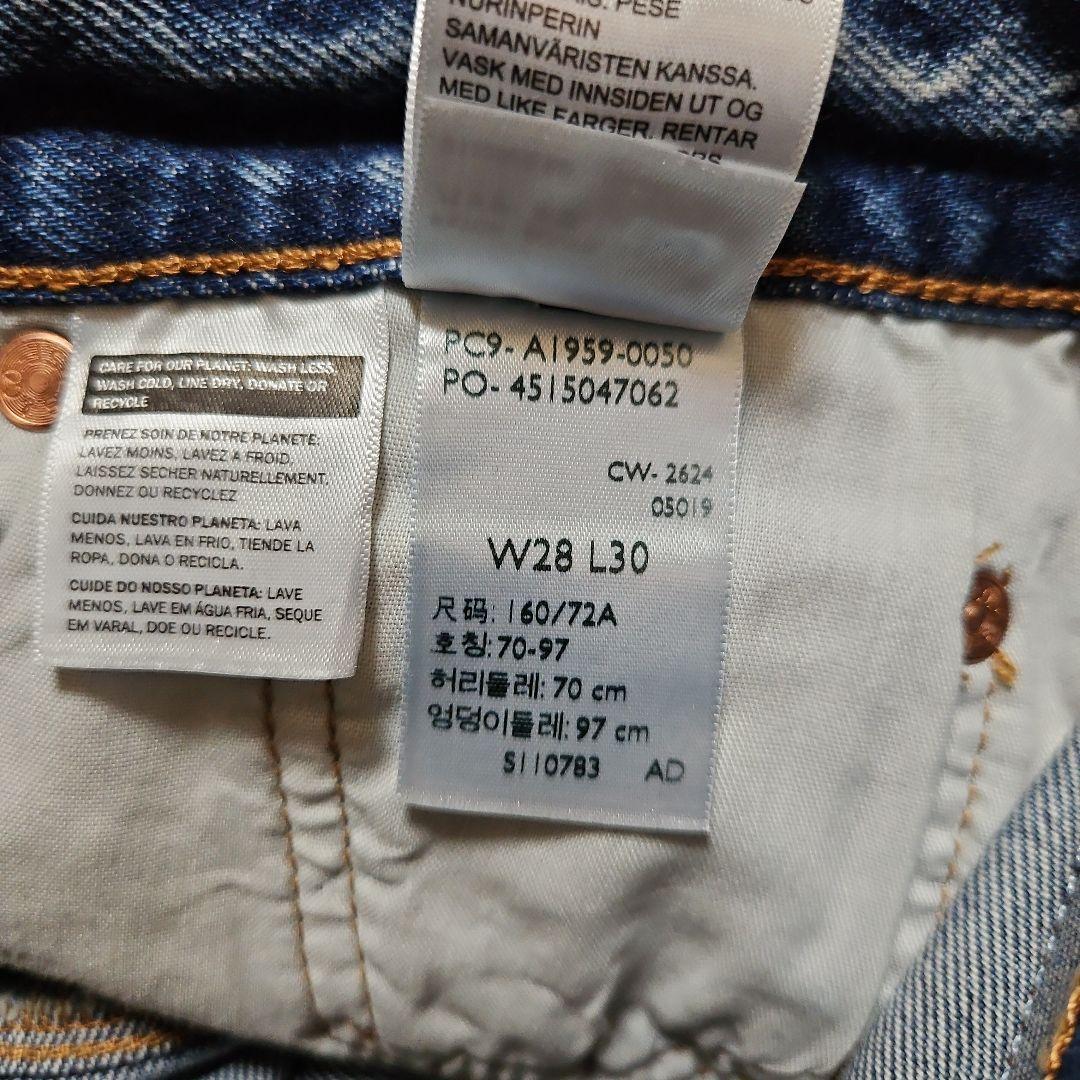 PESE
NURINPERIN
SAMANVÄRISTEN KANSSA.
VASK MED INNSIDEN UT OG
MED LIKE FARGER. RENTAR
PC9- A1959-0050
PO- 4515047062
CW- 2624
05019
W28 L30
尺码: 160/72A
호칭: 70-97
허리둘레: 70 cm
엉덩이둘레: 97 cm
S110783 AD
CARE FOR OUR PLANET: WASH LESS,
WASH COLD, LINE DRY, DONATE OR
RECYCLE
PRENEZ SOIN DE NOTRE PLANETE:
LAVEZ MOINS, LAVEZ A FROID,
LAISSEZ SECHER NATURELLEMENT,
DONNEZ OU RECYCLEZ
CUIDA NUESTRO PLANETA: LAVA
MENOS, LAVA EN FRIO, TIENDE LA
ROPA, DONA O RECICLA.
CUIDE DO NOSSO PLANETA: LAVE
MENOS, LAVE EM ÁGUA FRIA, SEQUE
EM VARAL, DOE OU RECICLE.